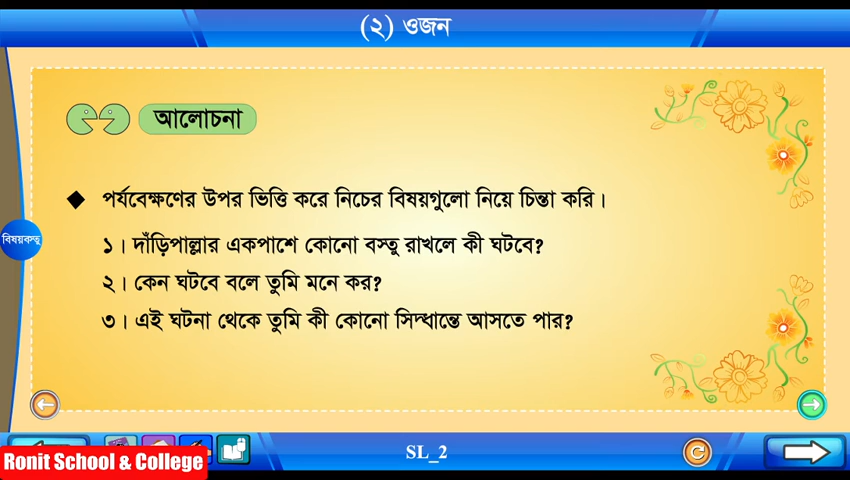 (২) ওজন
আলোচনা
পর্যবেক্ষণের উপর ভিত্তি করে নিচের বিষয়গুলো নিয়ে চিন্তা করি।
বিষয়বস্তু
১। দাঁড়িপাল্লার একপাশে কোনো বস্তু রাখলে কী ঘটবে?
২। কেন ঘটবে বলে তুমি মনে কর?
৩। এই ঘটনা থেকে তুমি কী কোনো সিদ্ধান্তে আসতে পার?
SL_2
Ronit School & College